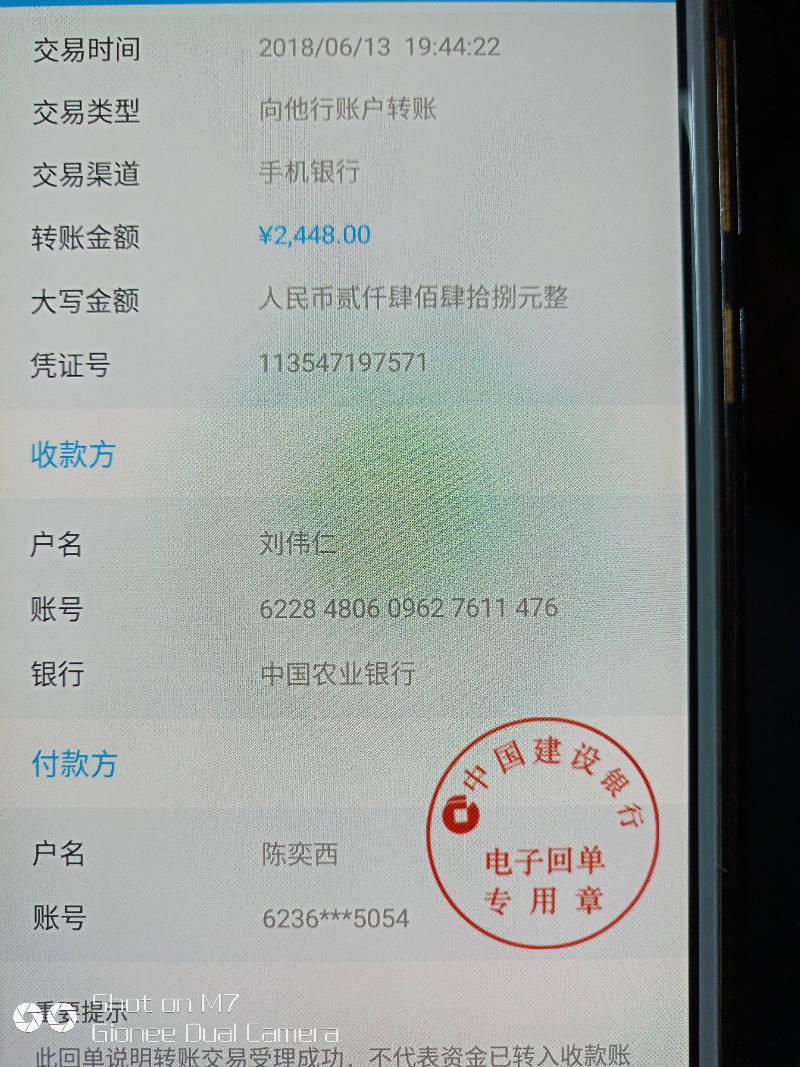 交易时间 2018/06/13 19:44:22
交易类型 向他行账户转账
交易渠道 手机银行
转账金额 ¥2,448.00
大写金额 人民币贰仟肆佰肆拾捌元整
凭证号 113547197571
收款方
户名 刘伟仁
账号 6228 4806 0962 7611 476
银行 中国农业银行
付款方
中国建设银行
电子回单
专用章
户名 陈奕西
账号 6236***5054
重要提示
Shot on M7
Gionee Dual Camera
此回单说明转账交易受理成功，不代表资金已转入收款账